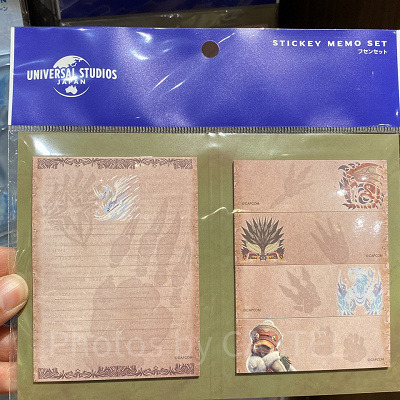 UNIVERSAL STUDIOS
JAPAN
STICKEY MEMO SET
フセンセット
©CAPCOM
©CAPCOM
©CAPCOM
©CAPCOM
©CAPCOM
Photos by